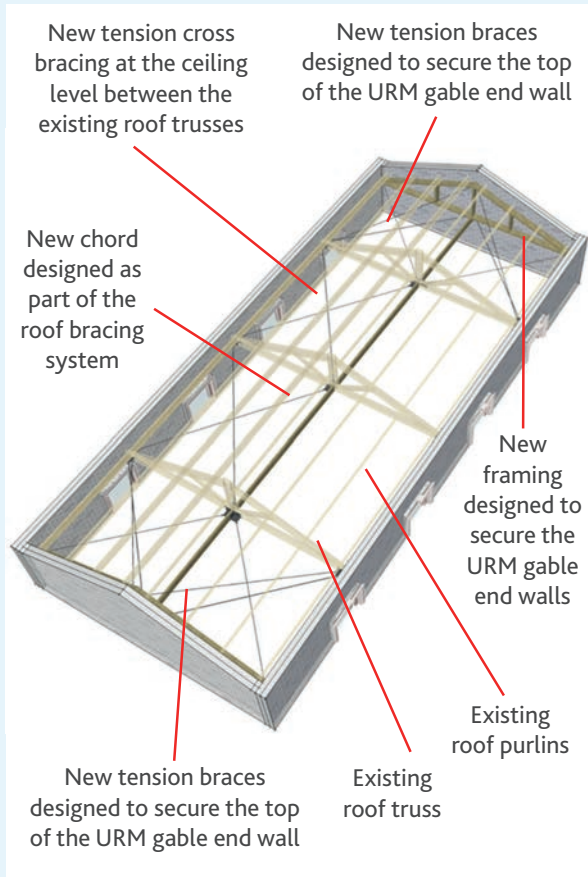 New tension cross
bracing at the ceiling
level between the
existing roof trusses
New tension braces
designed to secure the top
of the URM gable end wall
New chord
designed as
part of the
roof bracing
system
New
framing
designed to
secure the
URM gable
end walls
Existing
roof purlins
Existing
roof truss
New tension braces
designed to secure the top
of the URM gable end wall